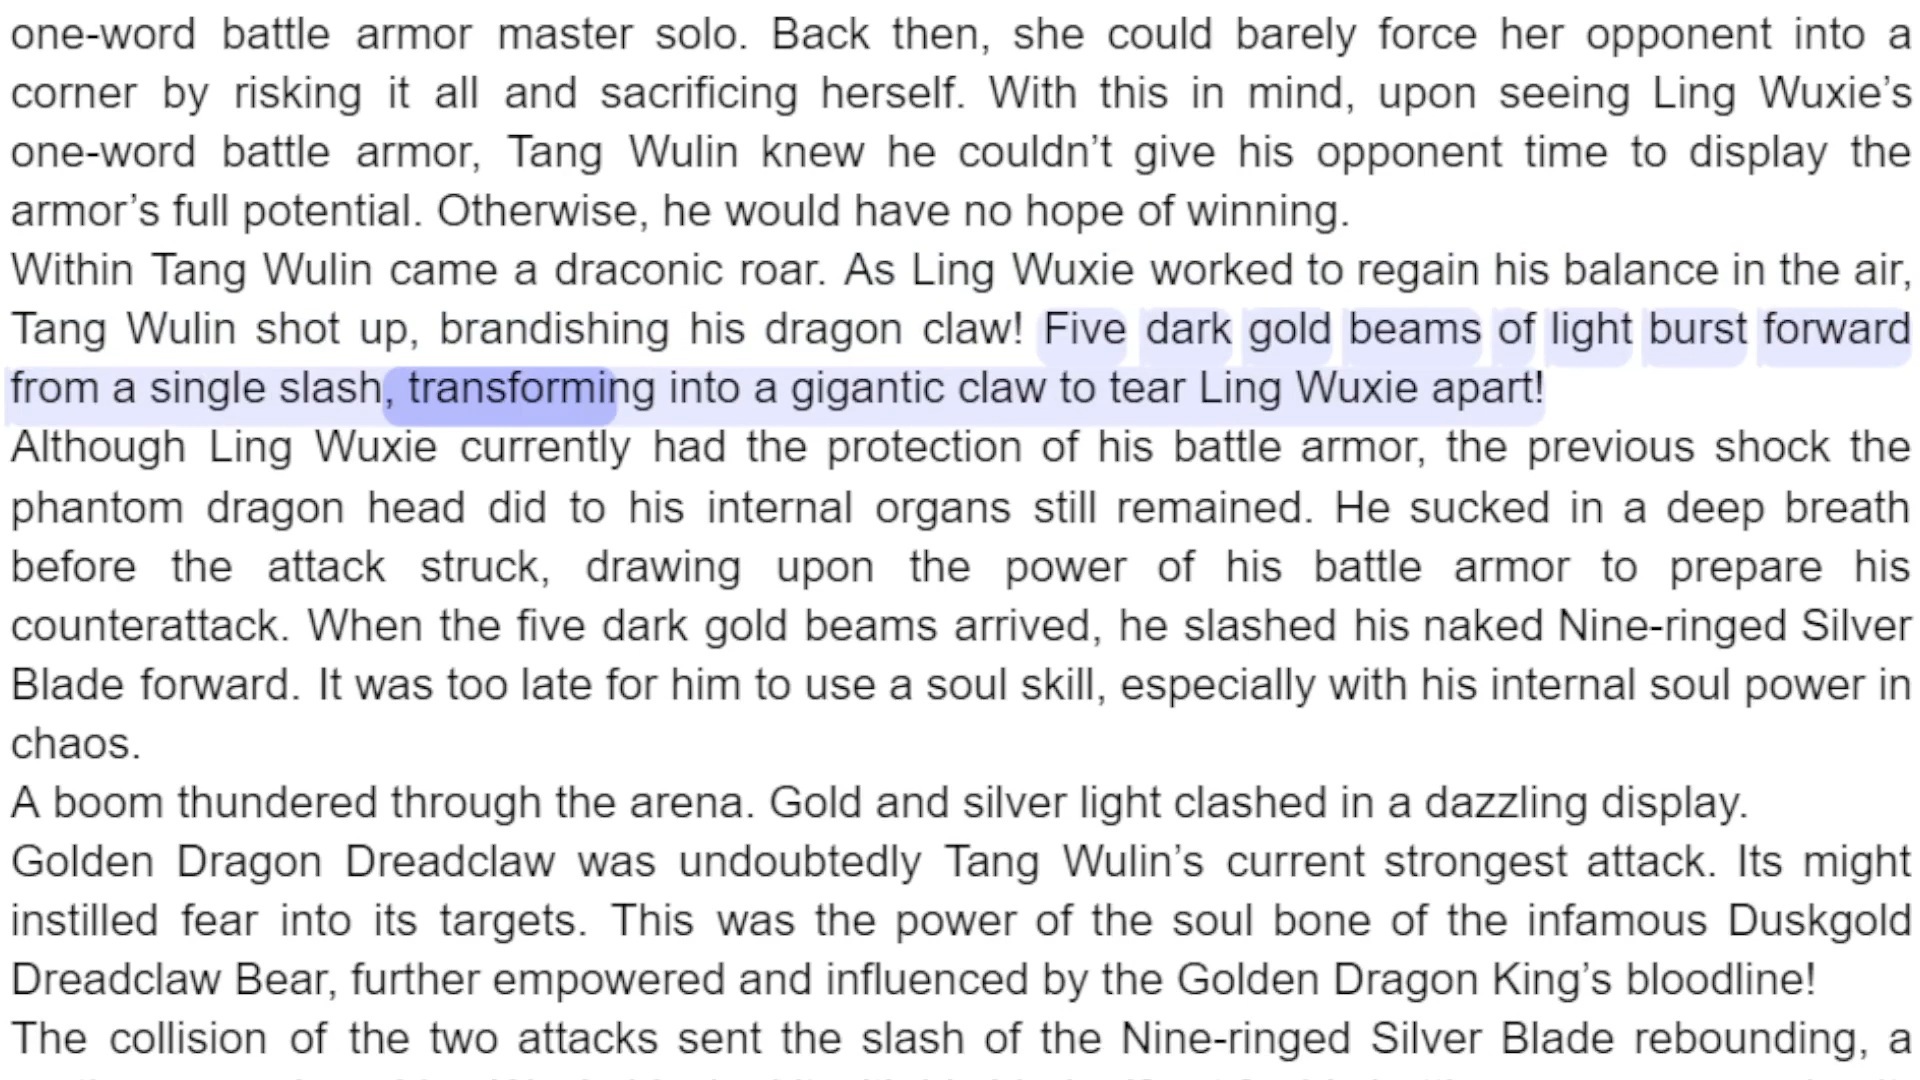 one-word battle armor master solo. Back then, she could barely force her opponent into a
corner by risking it all and sacrificing herself. With this in mind, upon seeing Ling Wuxie’s
one-word battle armor, Tang Wulin knew he couldn’t give his opponent time to display the
armor’s full potential. Otherwise, he would have no hope of winning.
Within Tang Wulin came a draconic roar. As Ling Wuxie worked to regain his balance in the air,
Tang Wulin shot up, brandishing his dragon claw! Five dark gold beams of light burst forward
from a single slash, transforming into a gigantic claw to tear Ling Wuxie apart!
Although Ling Wuxie currently had the protection of his battle armor, the previous shock the
phantom dragon head did to his internal organs still remained. He sucked in a deep breath
before the attack struck, drawing upon the power of his battle armor to prepare his
counterattack. When the five dark gold beams arrived, he slashed his naked Nine-ringed Silver
Blade forward. It was too late for him to use a soul skill, especially with his internal soul power in
chaos.
A boom thundered through the arena. Gold and silver light clashed in a dazzling display.
Golden Dragon Dreadclaw was undoubtedly Tang Wulin’s current strongest attack. Its might
instilled fear into its targets. This was the power of the soul bone of the infamous Duskgold
Dreadclaw Bear, further empowered and influenced by the Golden Dragon King’s bloodline!
The collision of the two attacks sent the slash of the Nine-ringed Silver Blade rebounding, a